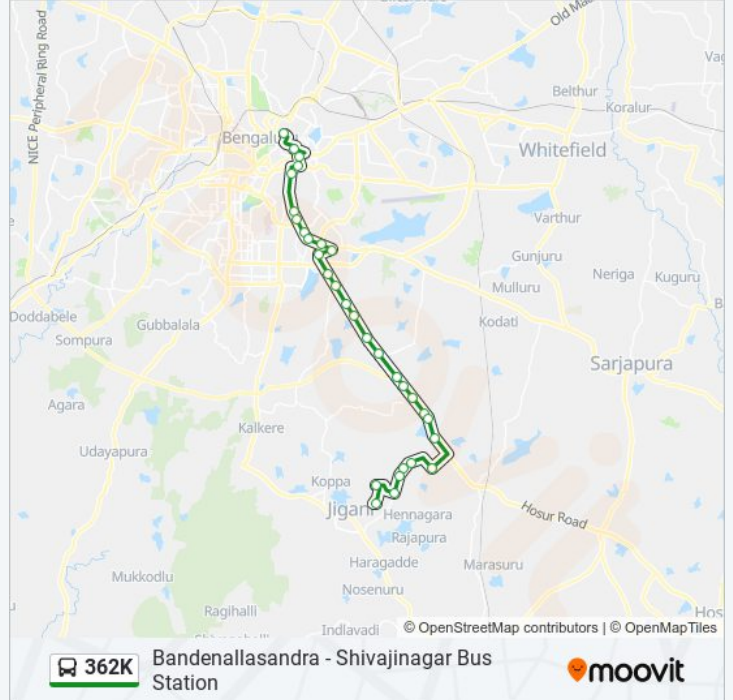 NICE Peripheral Ring Road
Old Ma
Belthur
Koralur
Whitefield
Varthur
Gunjuru
Neriga
Kuguru
Mulluru
Doddabele
Gubbalala
Kodati
Sompura
Sarjapura
Agara
Kalkere
Udayapura
Koppa
Jigani
Hennagara
Hosur Road
Rajapura
Haragadde
Marasuru
Mukkodlu
Nosenuru
Ragihalli
Indlavadi
Hos
© OpenStreetMap contributors | © OpenMapTiles
362K
Bandenallasandra - Shivajinagar Bus
Station
moovit